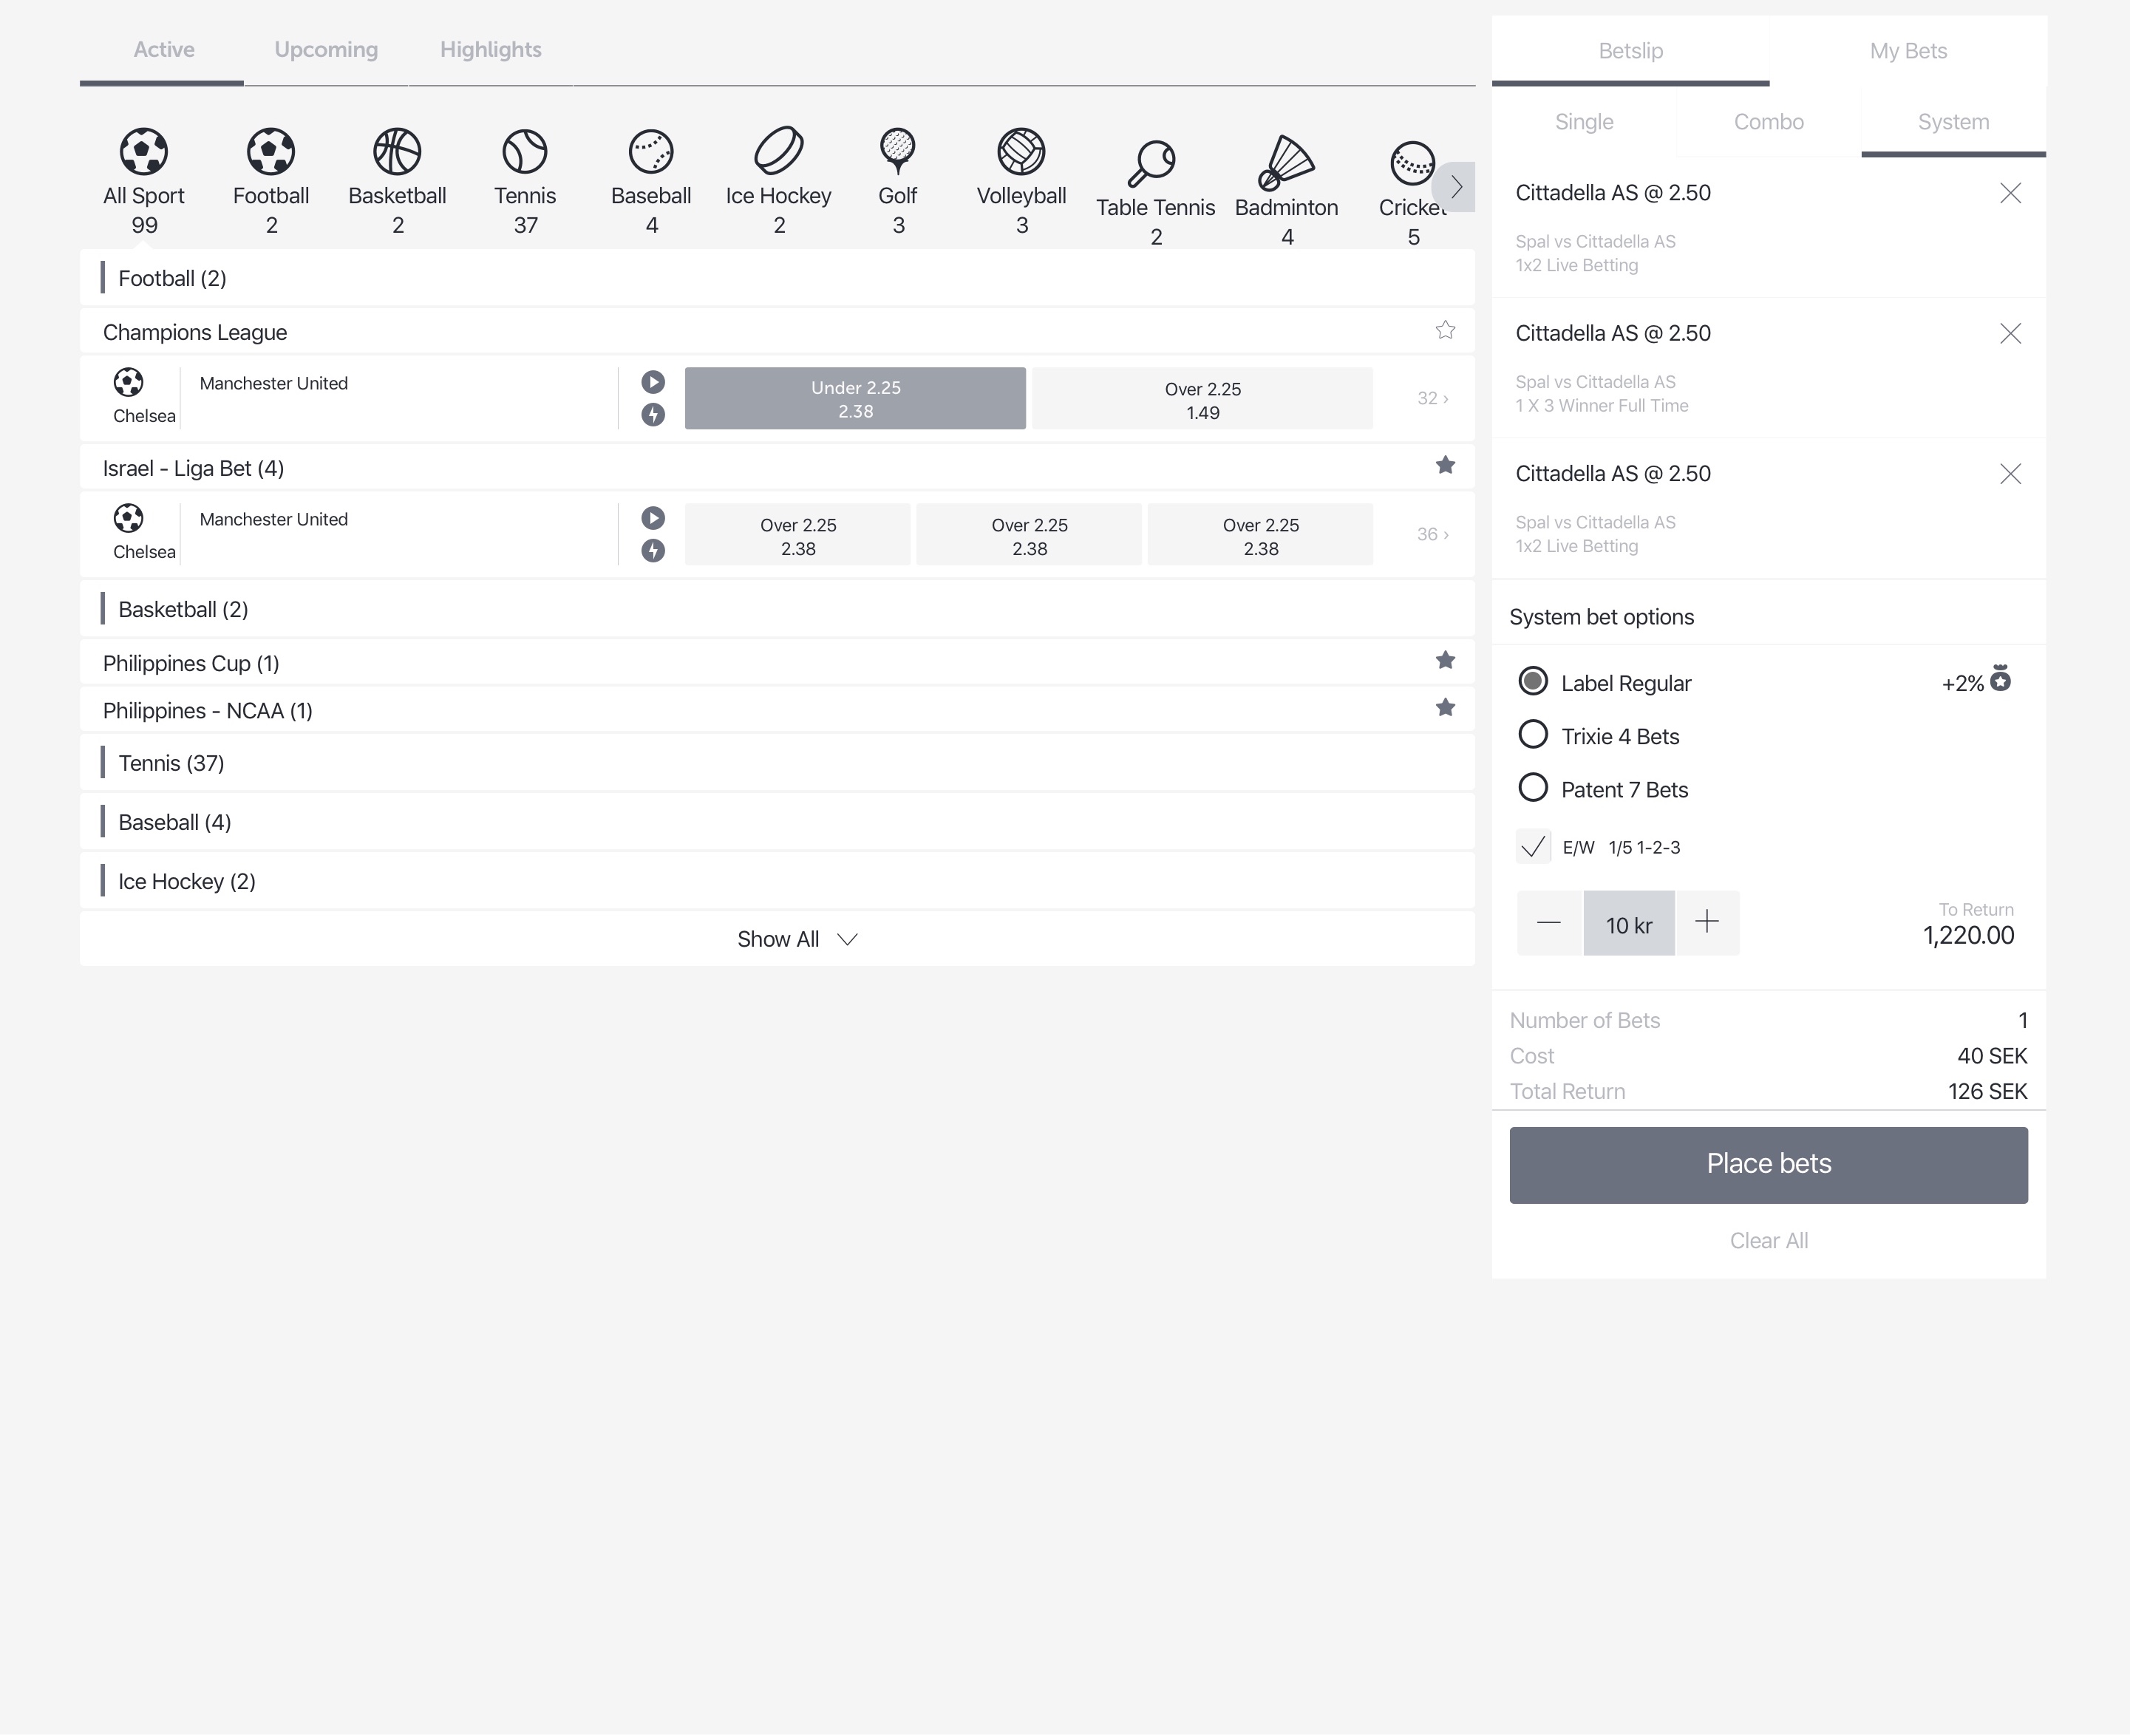 Active
Upcoming
Highlights
All Sport
99
Football
2
Basketball
2
Tennis
37
Baseball
4
Ice Hockey
2
Golf
3
Volleyball
3
Table Tennis
2
Badminton
4
Cricket
5
Football (2)
Champions League
Manchester United
Chelsea
Under 2.25
2.38
Over 2.25
1.49
32 ›
Israel - Liga Bet (4)
Manchester United
Chelsea
Over 2.25
2.38
Over 2.25
2.38
Over 2.25
2.38
36 ›
Basketball (2)
Philippines Cup (1)
Philippines - NCAA (1)
Tennis (37)
Baseball (4)
Ice Hockey (2)
Show All
Betslip
My Bets
Single
Combo
System
Cittadella AS @ 2.50
Spal vs Cittadella AS
1x2 Live Betting
Cittadella AS @ 2.50
Spal vs Cittadella AS
1 X 3 Winner Full Time
Cittadella AS @ 2.50
Spal vs Cittadella AS
1x2 Live Betting
System bet options
Label Regular
+2%
Trixie 4 Bets
Patent 7 Bets
E/W 1/5 1-2-3
10 kr
To Return
1,220.00
Number of Bets
1
Cost
40 SEK
Total Return
126 SEK
Place bets
Clear All